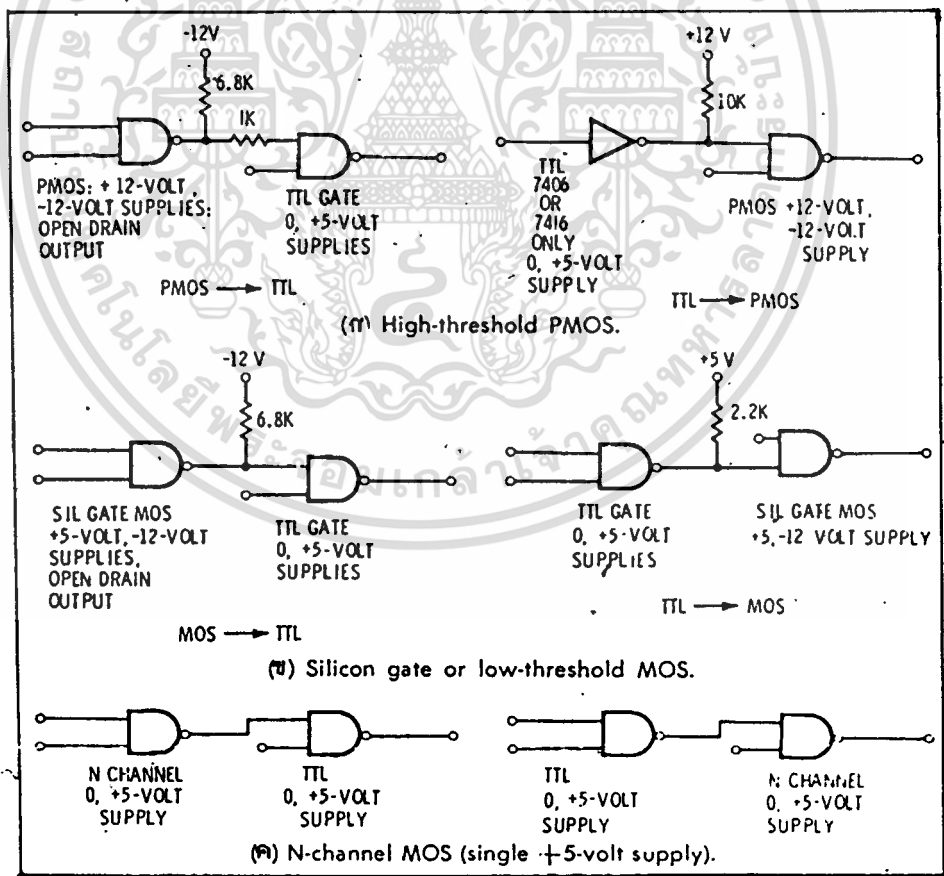 -12V
6.8K
1K
PMOS: + 12-VOLT,
-12-VOLT SUPPLIES:
OPEN DRAIN
OUTPUT
TTL GATE
0, +5-VOLT
SUPPLIES
PMOS → TTL
+12 V
10K
TTL
7406
OR
7416
ONLY
0, +5-VOLT
SUPPLY
PMOS +12-VOLT,
-12-VOLT
SUPPLY
TTL → PMOS
(ก) High-threshold PMOS.
-12 V
6.8K
SIL GATE MOS
+5-VOLT, -12-VOLT
SUPPLIES,
OPEN DRAIN
OUTPUT
TTL GATE
0, +5-VOLT
SUPPLIES
MOS → TTL
+5 V
2.2K
TTL GATE
0, +5-VOLT
SUPPLIES
SIL GATE MOS
+5,-12 VOLT SUPPLY
TTL → MOS
(ข) Silicon gate or low-threshold MOS.
N CHANNEL
0, +5-VOLT
SUPPLY
TTL
0, +5-VOLT
SUPPLY
TTL
0, +5-VOLT
SUPPLY
N CHANNEL
0, +5-VOLT
SUPPLY
(ค) N-channel MOS (single +5-volt supply).